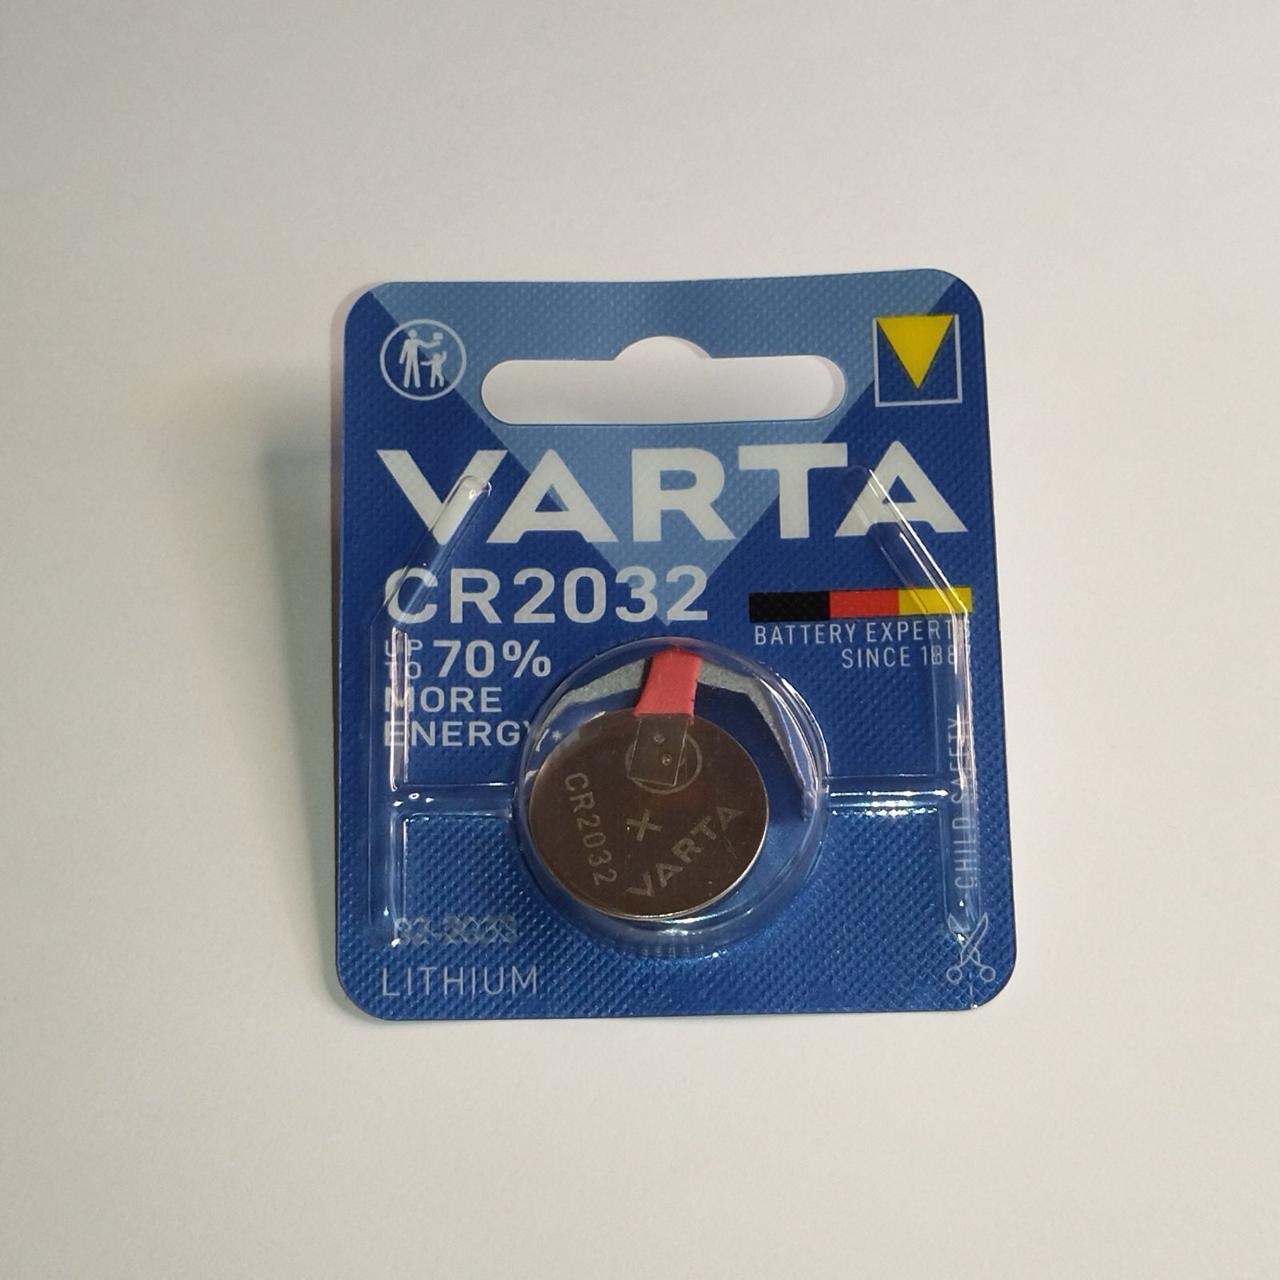 VARTA
CR2032
UP TO 70%
MORE
ENERGY*
BATTERY EXPERTS
SINCE 1887
CR2032
+
VARTA
CHILD SAFETY
LITHIUM